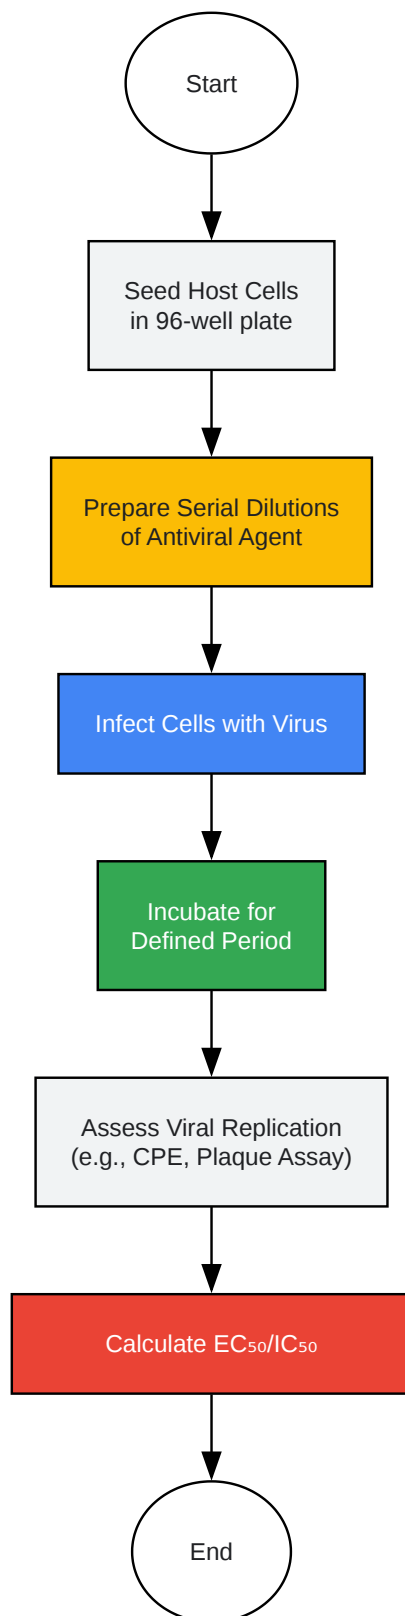 Start
Seed Host Cells
in 96-well plate
Prepare Serial Dilutions
of Antiviral Agent
Infect Cells with Virus
Incubate for
Defined Period
Assess Viral Replication
(e.g., CPE, Plaque Assay)
Calculate EC₅₀/IC₅₀
End